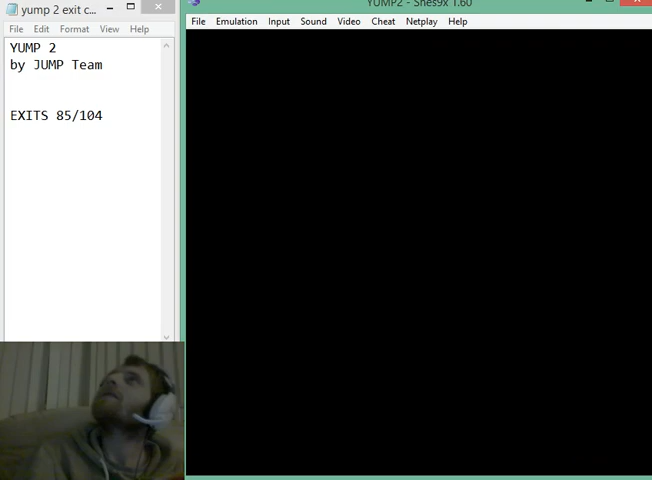 yump 2 exit c...
File Edit Format View Help
YUMP 2
by JUMP Team
EXITS 85/104
YUMP2 - Snes9x 1.60
File Emulation Input Sound Video Cheat Netplay Help